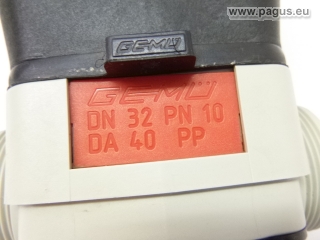 © www.pagus.eu
GEMÜ
GEMÜ
DN 32 PN 10
DA 40 PP